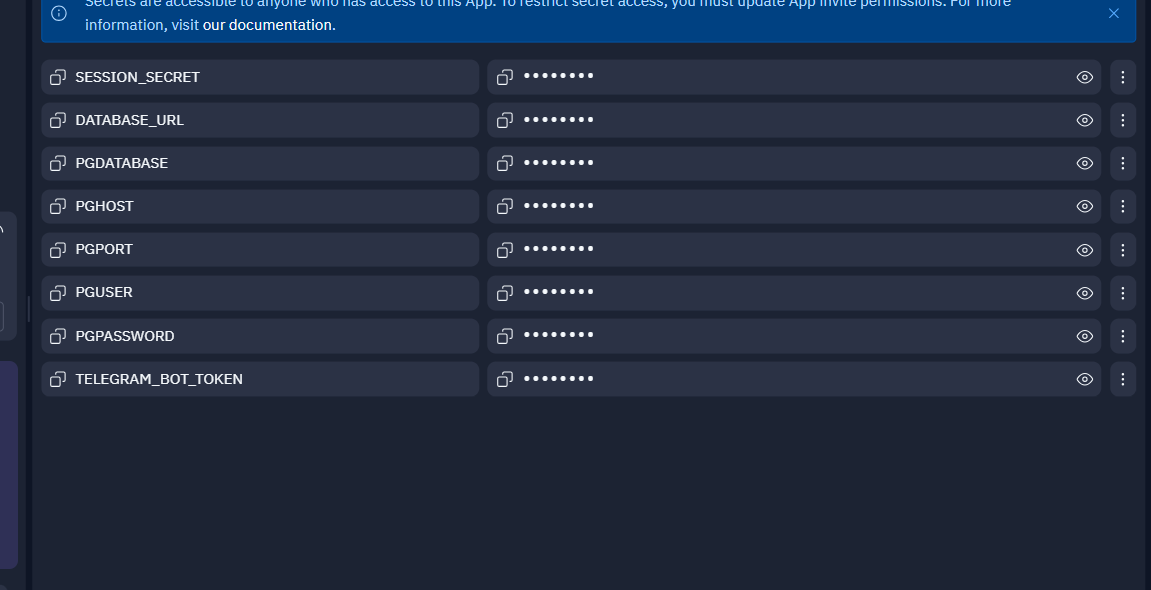 Secrets are accessible to anyone who has access to this App. To restrict secret access, you must update App invite permissions. For more
information, visit our documentation.
SESSION_SECRET ••••••••
DATABASE_URL ••••••••
PGDATABASE ••••••••
PGHOST ••••••••
PGPORT ••••••••
PGUSER ••••••••
PGPASSWORD ••••••••
TELEGRAM_BOT_TOKEN ••••••••